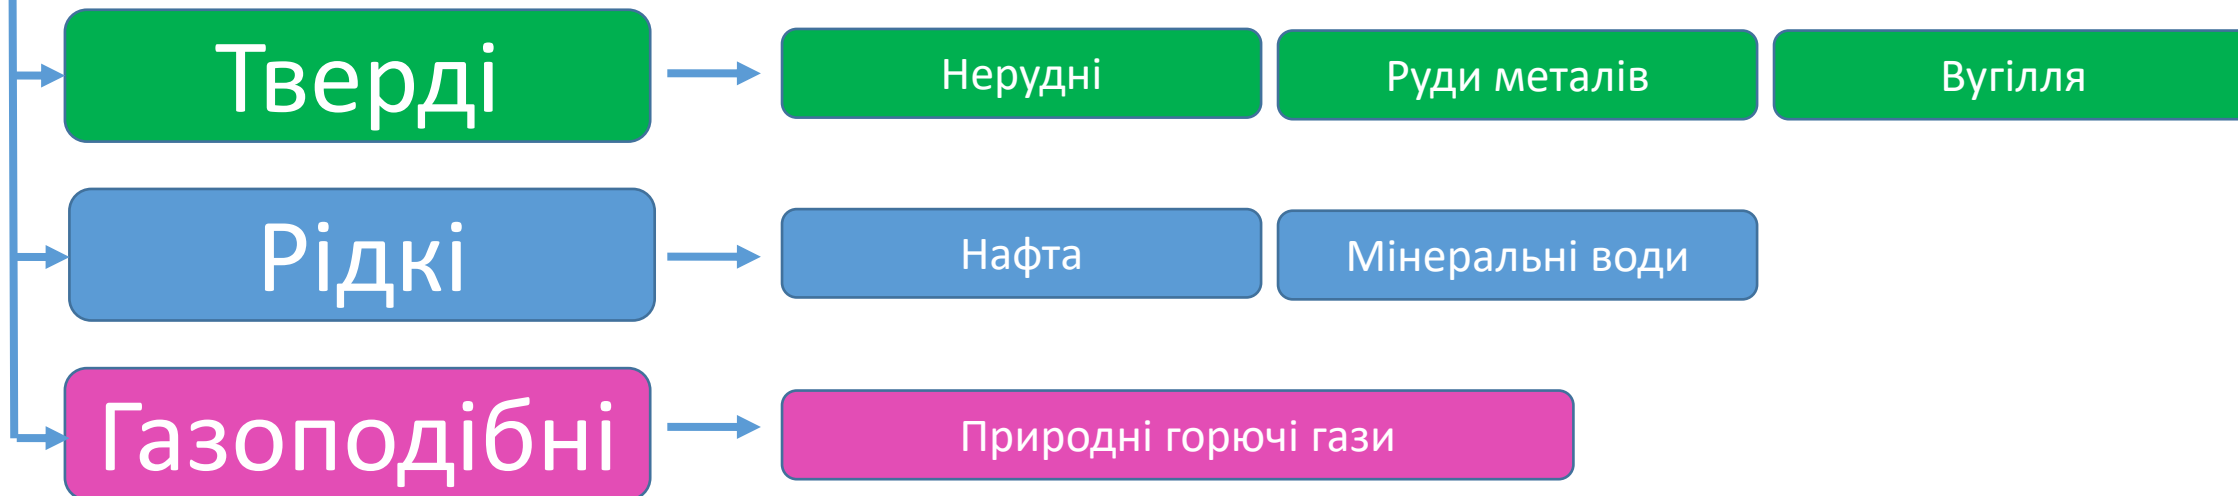 Тверді
Нерудні
Руди металів
Вугілля
Рідкі
Нафта
Мінеральні води
Газоподібні
Природні горючі гази